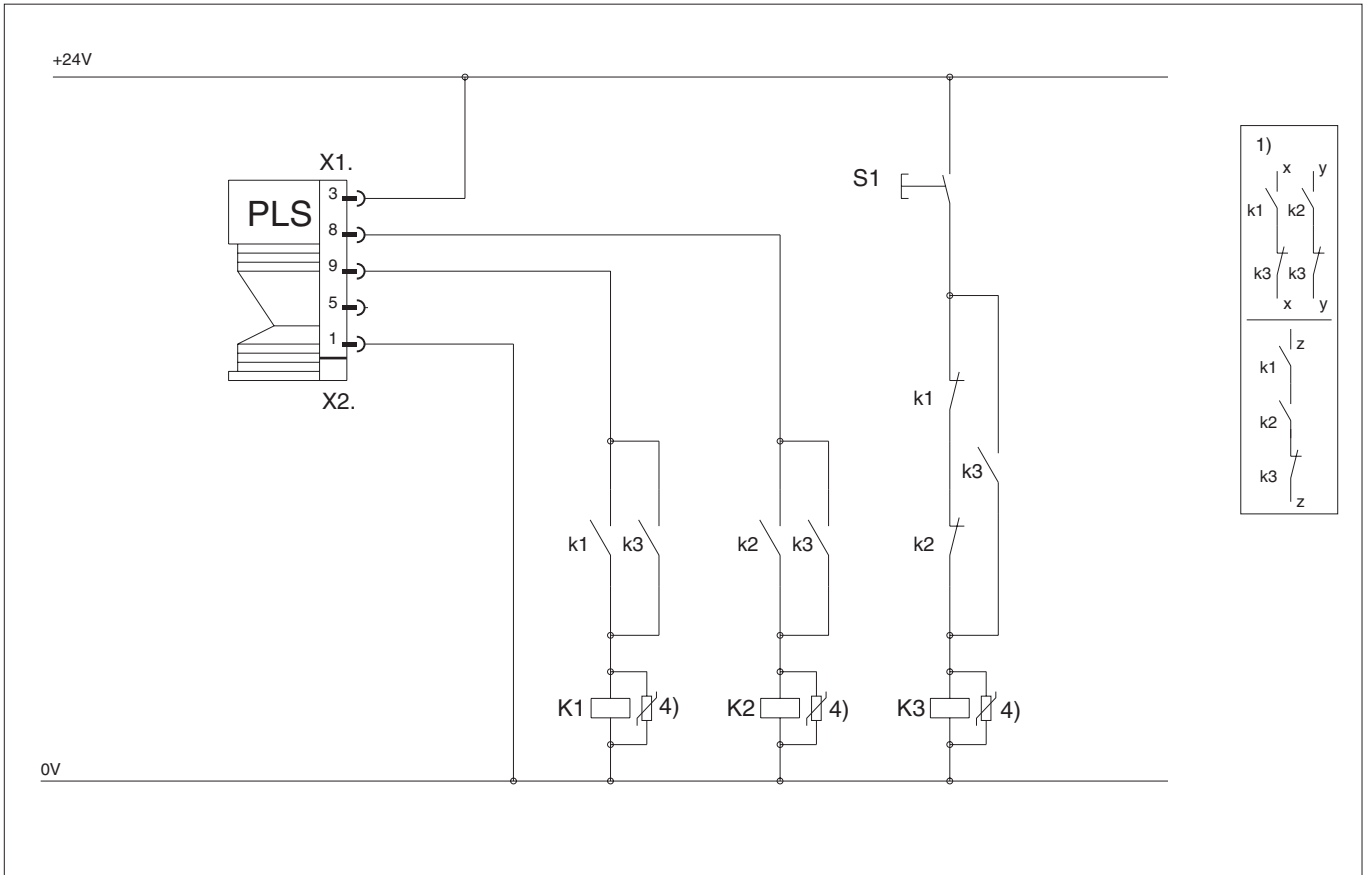 +24V
X1.
PLS
3
8
9
5
1
X2.
S1
k1
k3
k2
k1 k3
k2 k3
K1 4)
K2 4)
K3 4)
0V
1)
x y
k1 k2
k3 k3
x y
z
k1
k2
k3
z